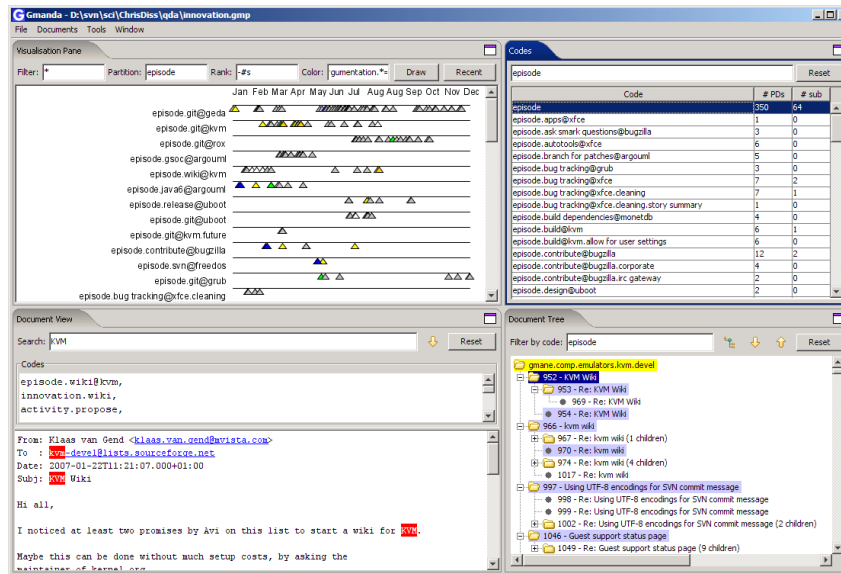 Gmanda - D:\svn\sci\ChrisDiss\qda\innovation.gmp
File Documents Tools Window
Visualisation Pane
Filter: * Partition: episode Rank: -#s Color: gumentation.*= Draw Recent
Jan Feb Mar Apr May Jun Jul Aug Aug Sep Oct Nov Dec
episode.git@geda
episode.git@kvm
episode.git@rox
episode.gsoc@argouml
episode.wiki@kvm
episode.java6@argouml
episode.release@uboot
episode.git@uboot
episode.git@kvm.future
episode.contribute@bugzilla
episode.svn@freedos
episode.git@grub
episode.bug tracking@xfce.cleaning
Codes
episode Reset
Code # PDs # sub
episode 350 64
episode.apps@xfce 1 0
episode.ask smark questions@bugzilla 3 0
episode.autotools@xfce 6 0
episode.branch for patches@argouml 5 0
episode.bug tracking@grub 3 0
episode.bug tracking@xfce 7 2
episode.bug tracking@xfce.cleaning 7 1
episode.bug tracking@xfce.cleaning.story summary 1 0
episode.build dependencies@monetdb 4 0
episode.build@kvm 6 1
episode.build@kvm.allow for user settings 6 0
episode.contribute@bugzilla 12 2
episode.contribute@bugzilla.corporate 4 0
episode.contribute@bugzilla.irc gateway 2 0
episode.design@uboot 2 0
Document View
Search: KVM Reset
Codes
episode.wiki@kvm,
innovation.wiki,
activity.propose,
From: Klaas van Gend <klaas.van.gend@mvista.com>
To : kvm-devel@lists.sourceforge.net
Date: 2007-01-22T11:21:07.000+01:00
Subj: KVM Wiki
Hi all,
I noticed at least two promises by Avi on this list to start a wiki for KVM.
Maybe this can be done without much setup costs, by asking the
maintainer of kernel.org
Document Tree
Filter by code: episode Reset
gmane.comp.emulators.kvm.devel
952 - KVM Wiki
953 - Re: KVM Wiki
969 - Re: KVM Wiki
954 - Re: KVM Wiki
966 - kvm wiki
967 - Re: kvm wiki (1 children)
970 - Re: kvm wiki
974 - Re: kvm wiki (4 children)
1017 - Re: kvm wiki
997 - Using UTF-8 encodings for SVN commit message
998 - Re: Using UTF-8 encodings for SVN commit message
999 - Re: Using UTF-8 encodings for SVN commit message
1002 - Re: Using UTF-8 encodings for SVN commit message (2 children)
1046 - Guest support status page
1049 - Re: Guest support status page (9 children)